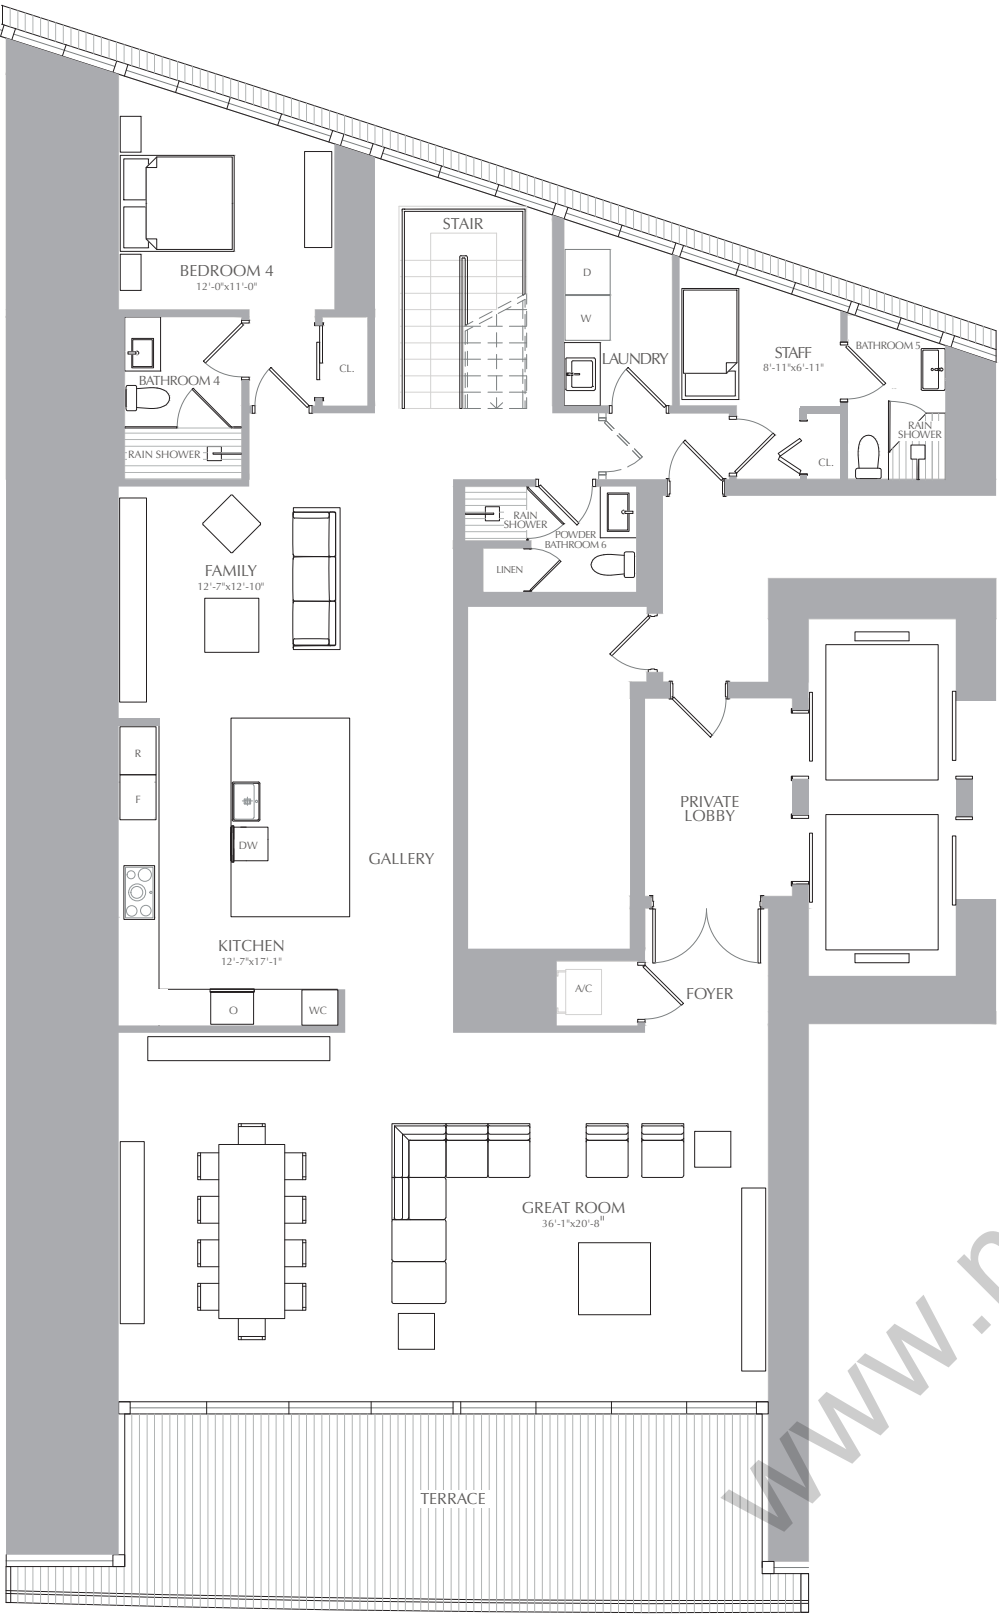 STAIR
BEDROOM 4
12'-0"x11'-0"
D
W
LAUNDRY
STAFF
8'-11"x6'-11"
BATHROOM 5
CL.
BATHROOM 4
RAIN SHOWER
RAIN
SHOWER
CL.
RAIN
SHOWER
POWDER
BATHROOM 6
LINEN
FAMILY
12'-7"x12'-10"
R
F
DW
PRIVATE
LOBBY
GALLERY
KITCHEN
12'-7"x17'-1"
A/C
FOYER
O
WC
GREAT ROOM
36'-1"x20'-8"
TERRACE
www.